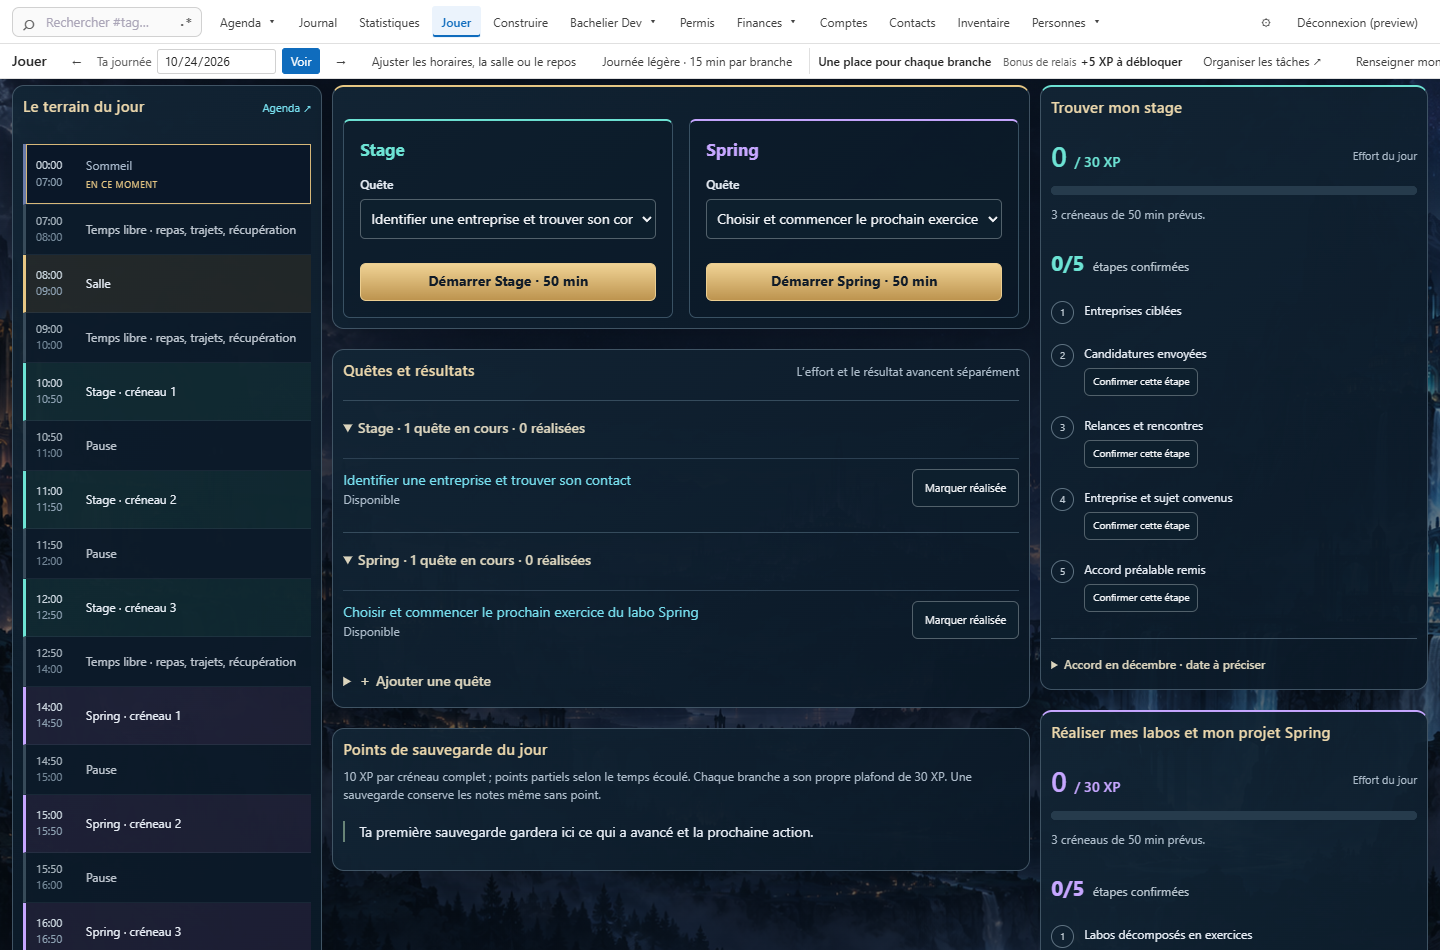 Rechercher #tag... .*
Agenda
Journal
Statistiques
Jouer
Construire
Bachelier Dev
Permis
Finances
Comptes
Contacts
Inventaire
Personnes
Déconnexion (preview)
Jouer
← Ta journée 10/24/2026 Voir →
Ajuster les horaires, la salle ou le repos
Journée légère · 15 min par branche
Une place pour chaque branche
Bonus de relais +5 XP à débloquer
Organiser les tâches ↗
Renseigner mon
Le terrain du jour
Agenda ↗
00:00
07:00
Sommeil
EN CE MOMENT
07:00
08:00
Temps libre · repas, trajets, récupération
08:00
09:00
Salle
09:00
10:00
Temps libre · repas, trajets, récupération
10:00
10:50
Stage · créneau 1
10:50
11:00
Pause
11:00
11:50
Stage · créneau 2
11:50
12:00
Pause
12:00
12:50
Stage · créneau 3
12:50
14:00
Temps libre · repas, trajets, récupération
14:00
14:50
Spring · créneau 1
14:50
15:00
Pause
15:00
15:50
Spring · créneau 2
15:50
16:00
Pause
16:00
16:50
Spring · créneau 3
Stage
Quête
Identifier une entreprise et trouver son cor
Démarrer Stage · 50 min
Spring
Quête
Choisir et commencer le prochain exercice
Démarrer Spring · 50 min
Quêtes et résultats
L'effort et le résultat avancent séparément
▼ Stage · 1 quête en cours · 0 réalisées
Identifier une entreprise et trouver son contact
Disponible
Marquer réalisée
▼ Spring · 1 quête en cours · 0 réalisées
Choisir et commencer le prochain exercice du labo Spring
Disponible
Marquer réalisée
▶ + Ajouter une quête
Points de sauvegarde du jour
10 XP par créneau complet ; points partiels selon le temps écoulé. Chaque branche a son propre plafond de 30 XP. Une
sauvegarde conserve les notes même sans point.
Ta première sauvegarde gardera ici ce qui a avancé et la prochaine action.
Trouver mon stage
0 / 30 XP
Effort du jour
3 créneaux de 50 min prévus.
0/5 étapes confirmées
1 Entreprises ciblées
2 Candidatures envoyées
Confirmer cette étape
3 Relances et rencontres
Confirmer cette étape
4 Entreprise et sujet convenus
Confirmer cette étape
5 Accord préalable remis
Confirmer cette étape
▶ Accord en décembre · date à préciser
Réaliser mes labos et mon projet Spring
0 / 30 XP
Effort du jour
3 créneaux de 50 min prévus.
0/5 étapes confirmées
1 Labos décomposés en exercices